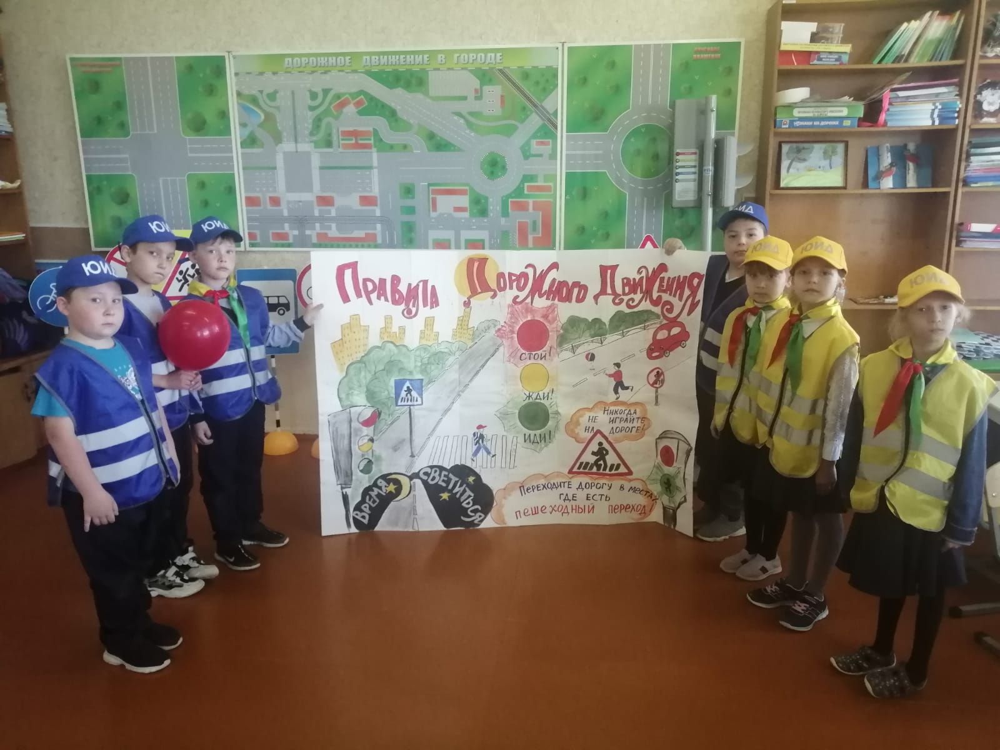 ДОРОЖНОЕ ДВИЖЕНИЕ В ГОРОДЕ
ЮИД
ЮИД
ЮИД
ЮИД
ЮИД
ЮИД
ЮИД
ПРАВИЛА ДОРОЖНОГО ДВИЖЕНИЯ
СТОЙ!
ЖДИ!
ИДИ!
НИКОГДА
НЕ ИГРАЙТЕ
НА ДОРОГЕ!
ВРЕМЯ СВЕТИТЬСЯ
ПЕРЕХОДИТЕ ДОРОГУ В МЕСТАХ
ГДЕ ЕСТЬ
ПЕШЕХОДНЫЙ ПЕРЕХОД!